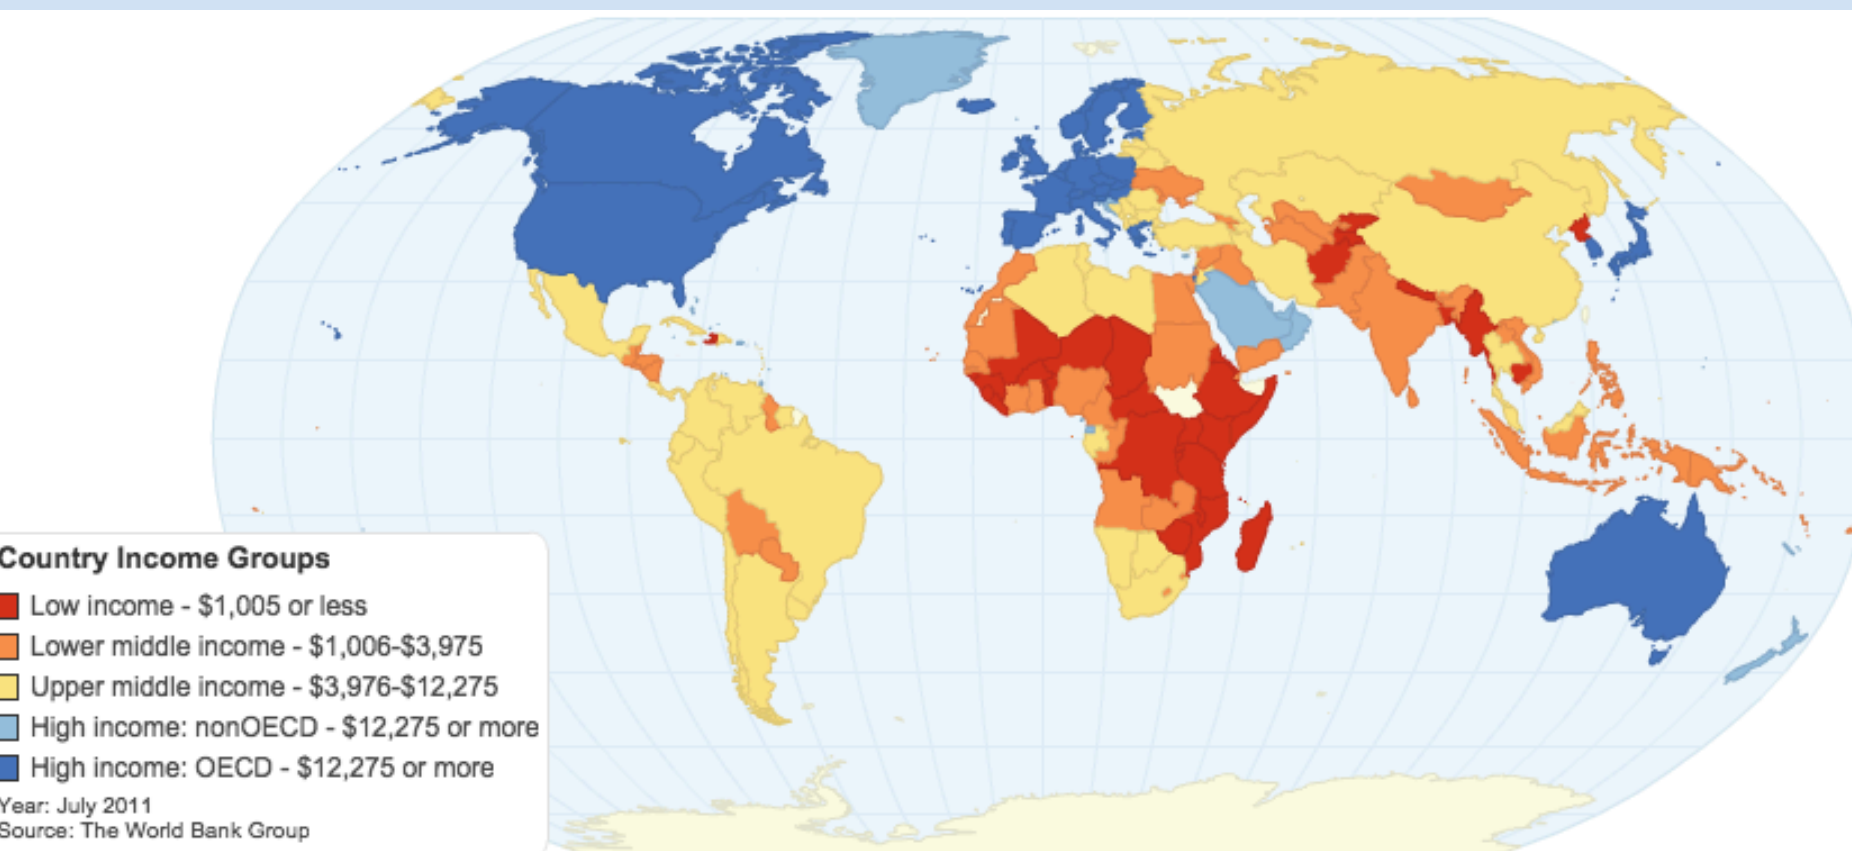 Country Income Groups
Low income - $1,005 or less
Lower middle income - $1,006-$3,975
Upper middle income - $3,976-$12,275
High income: nonOECD - $12,275 or more
High income: OECD - $12,275 or more
Year: July 2011
Source: The World Bank Group